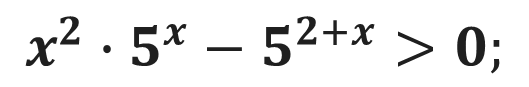 x² · 5ˣ − 5²⁺ˣ > 0;